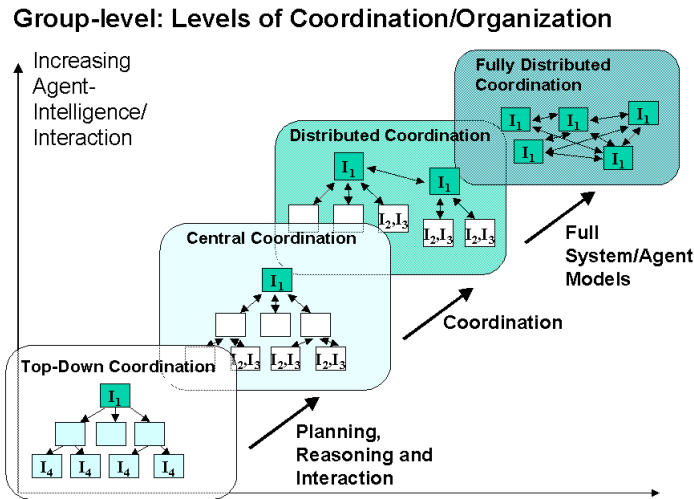 Group-level: Levels of Coordination/Organization
Increasing
Agent-
Intelligence/
Interaction
Fully Distributed
Coordination
I1 I1 I1
I1 I1
Distributed Coordination
I1 I1
I2,I3 I2,I3 I2,I3
Full
System/Agent
Models
Central Coordination
I1
I2,I3 I2,I3 I2,I3
Coordination
Top-Down Coordination
I1
I4 I4 I4 I4
Planning,
Reasoning and
Interaction